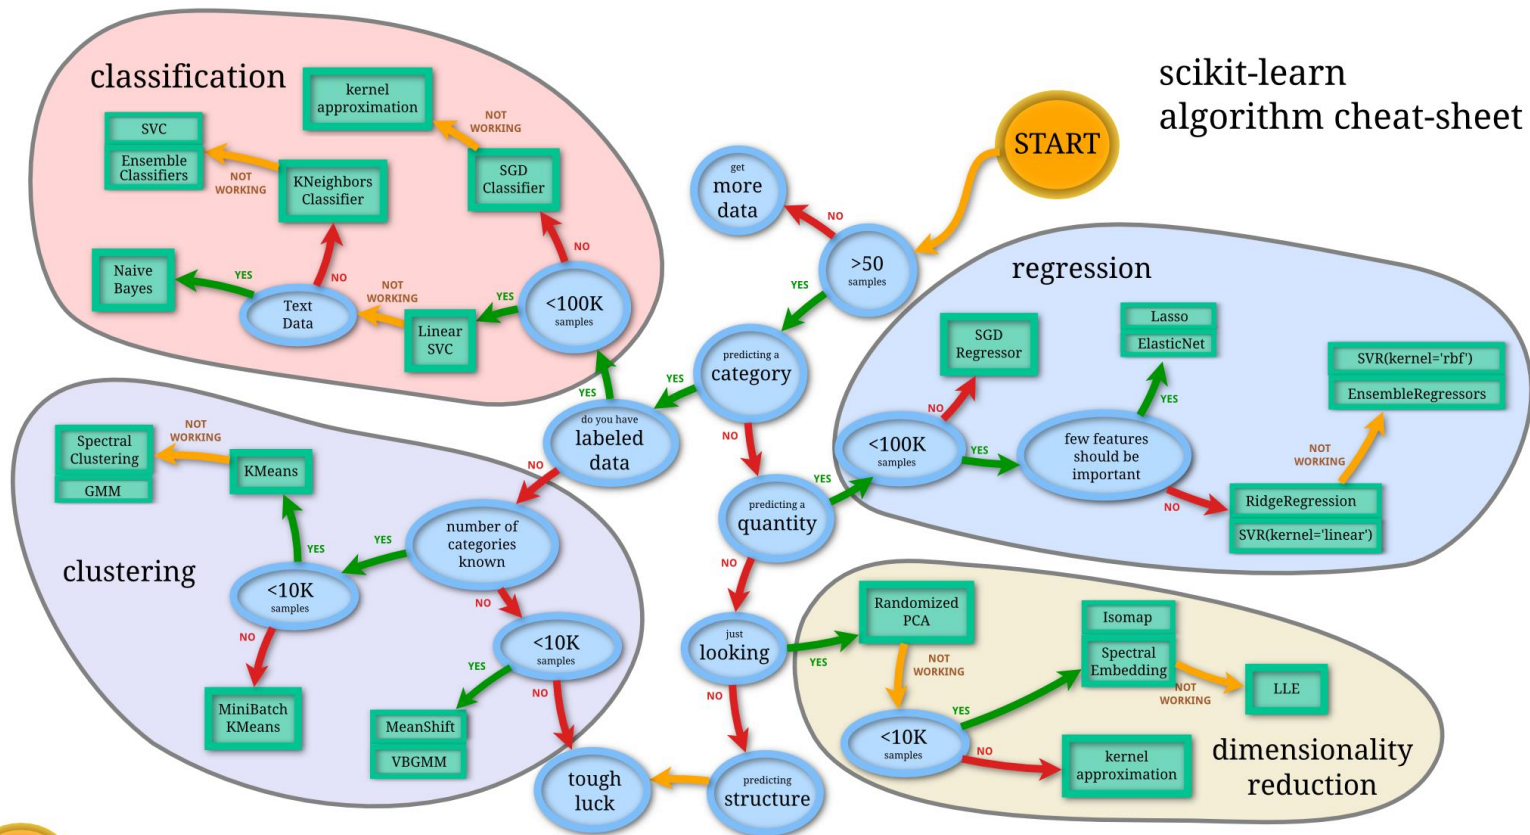 scikit-learn
algorithm cheat-sheet
START
classification
kernel
approximation
NOT
WORKING
SVC
Ensemble
Classifiers
NOT
WORKING
KNeighbors
Classifier
SGD
Classifier
NO
Naive
Bayes
YES
Text
Data
NO
NOT
WORKING
Linear
SVC
YES
<100K
samples
get
more
data
NO
>50
samples
YES
predicting a
category
YES
NO
do you have
labeled
data
YES
NO
predicting a
quantity
YES
NO
just
looking
YES
NO
predicting
structure
tough
luck
regression
SGD
Regressor
NO
<100K
samples
YES
few features
should be
important
YES
Lasso
ElasticNet
NO
RidgeRegression
SVR(kernel='linear')
NOT
WORKING
SVR(kernel='rbf')
EnsembleRegressors
clustering
Spectral
Clustering
GMM
NOT
WORKING
KMeans
YES
<10K
samples
NO
MiniBatch
KMeans
YES
number of
categories
known
NO
<10K
samples
YES
MeanShift
VBGMM
NO
dimensionality
reduction
Randomized
PCA
NOT
WORKING
<10K
samples
YES
Isomap
Spectral
Embedding
NOT
WORKING
LLE
NO
kernel
approximation